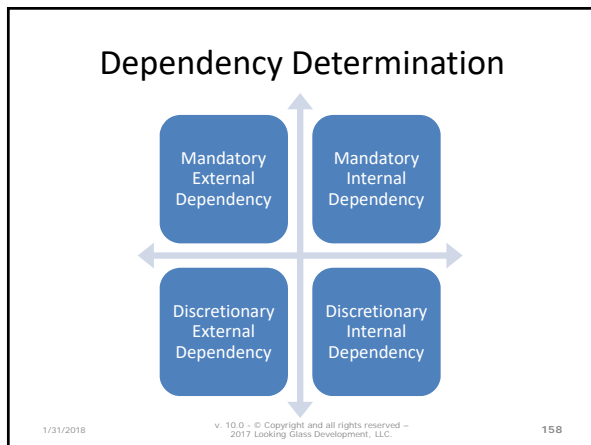 Dependency Determination
Mandatory
External
Dependency
Mandatory
Internal
Dependency
Discretionary
External
Dependency
Discretionary
Internal
Dependency
1/31/2018
v. 10.0 - © Copyright and all rights reserved –
2017 Looking Glass Development, LLC.
158